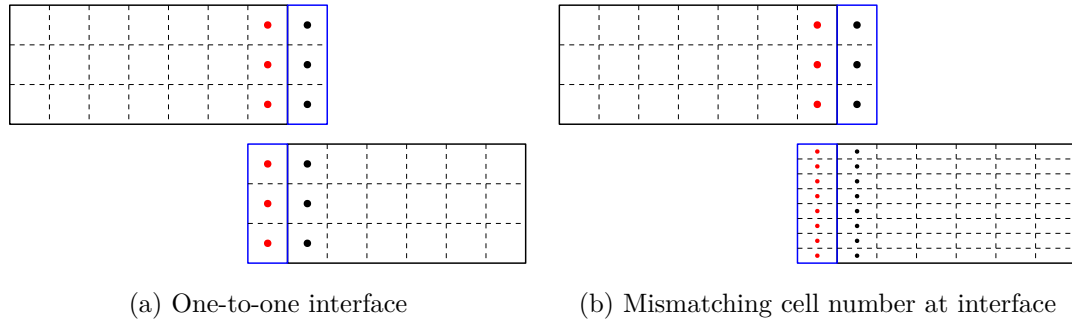 (a) One-to-one interface
(b) Mismatching cell number at interface